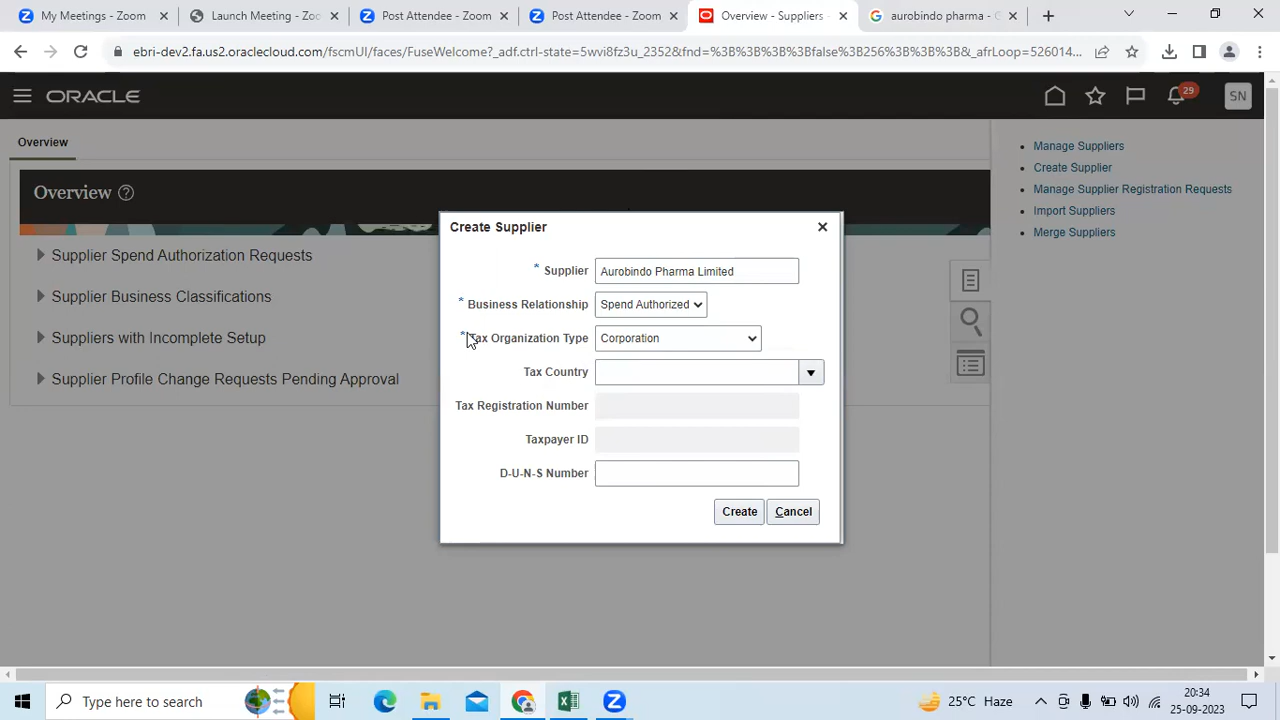 My Meetings - Zoom
Launch Meeting - Zoo
Post Attendee - Zoom
Post Attendee - Zoom
Overview - Suppliers -
aurobindo pharma - G
ebri-dev2.fa.us2.oraclecloud.com/fscmUI/faces/FuseWelcome?_adf.ctrl-state=5wvi8fz3u_2352&fnd=%3B%3B%3B%3Bfalse%3B256%3B%3B%3B&_afrLoop=526014...
ORACLE
29
SN
Overview
Overview
Manage Suppliers
Create Supplier
Manage Supplier Registration Requests
Import Suppliers
Merge Suppliers
Supplier Spend Authorization Requests
Supplier Business Classifications
Suppliers with Incomplete Setup
Supplier Profile Change Requests Pending Approval
Create Supplier
* Supplier Aurobindo Pharma Limited
* Business Relationship Spend Authorized
* Tax Organization Type Corporation
Tax Country
Tax Registration Number
Taxpayer ID
D-U-N-S Number
Create Cancel
Type here to search
25°C Haze
20:34
25-09-2023